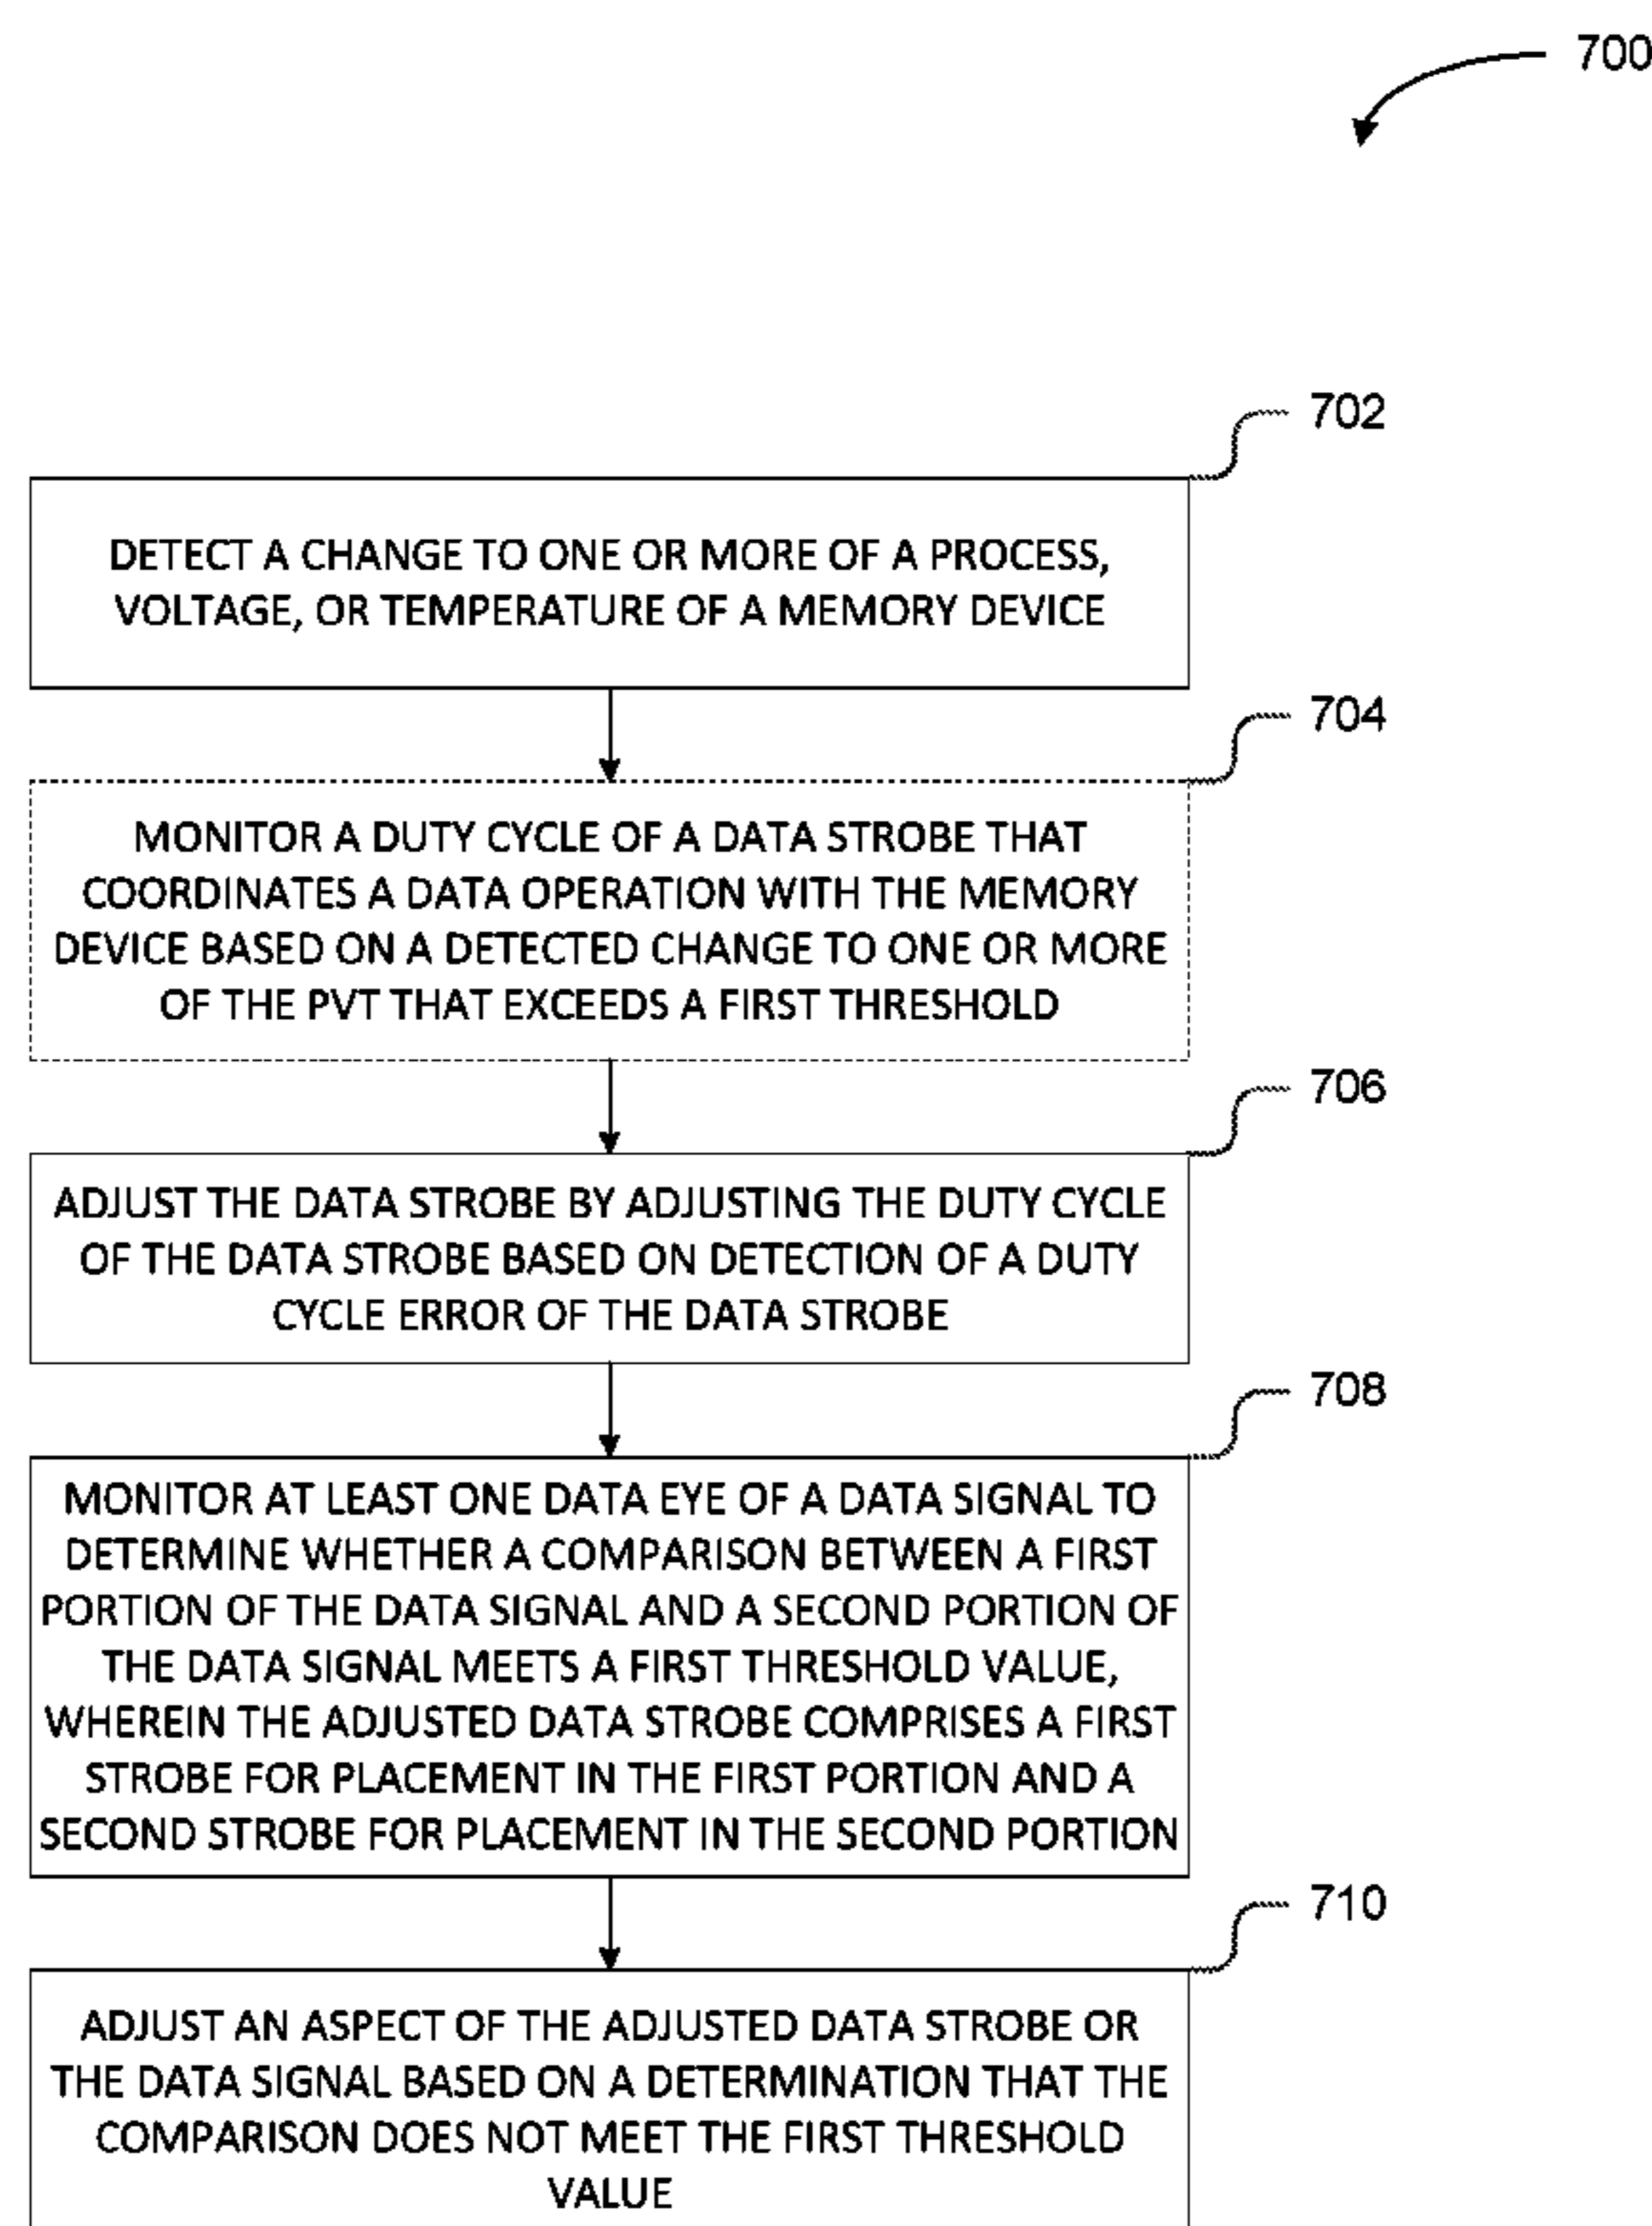 700
702
DETECT A CHANGE TO ONE OR MORE OF A PROCESS,
VOLTAGE, OR TEMPERATURE OF A MEMORY DEVICE
704
MONITOR A DUTY CYCLE OF A DATA STROBE THAT
COORDINATES A DATA OPERATION WITH THE MEMORY
DEVICE BASED ON A DETECTED CHANGE TO ONE OR MORE
OF THE PVT THAT EXCEEDS A FIRST THRESHOLD
706
ADJUST THE DATA STROBE BY ADJUSTING THE DUTY CYCLE
OF THE DATA STROBE BASED ON DETECTION OF A DUTY
CYCLE ERROR OF THE DATA STROBE
708
MONITOR AT LEAST ONE DATA EYE OF A DATA SIGNAL TO
DETERMINE WHETHER A COMPARISON BETWEEN A FIRST
PORTION OF THE DATA SIGNAL AND A SECOND PORTION OF
THE DATA SIGNAL MEETS A FIRST THRESHOLD VALUE,
WHEREIN THE ADJUSTED DATA STROBE COMPRISES A FIRST
STROBE FOR PLACEMENT IN THE FIRST PORTION AND A
SECOND STROBE FOR PLACEMENT IN THE SECOND PORTION
710
ADJUST AN ASPECT OF THE ADJUSTED DATA STROBE OR
THE DATA SIGNAL BASED ON A DETERMINATION THAT THE
COMPARISON DOES NOT MEET THE FIRST THRESHOLD
VALUE